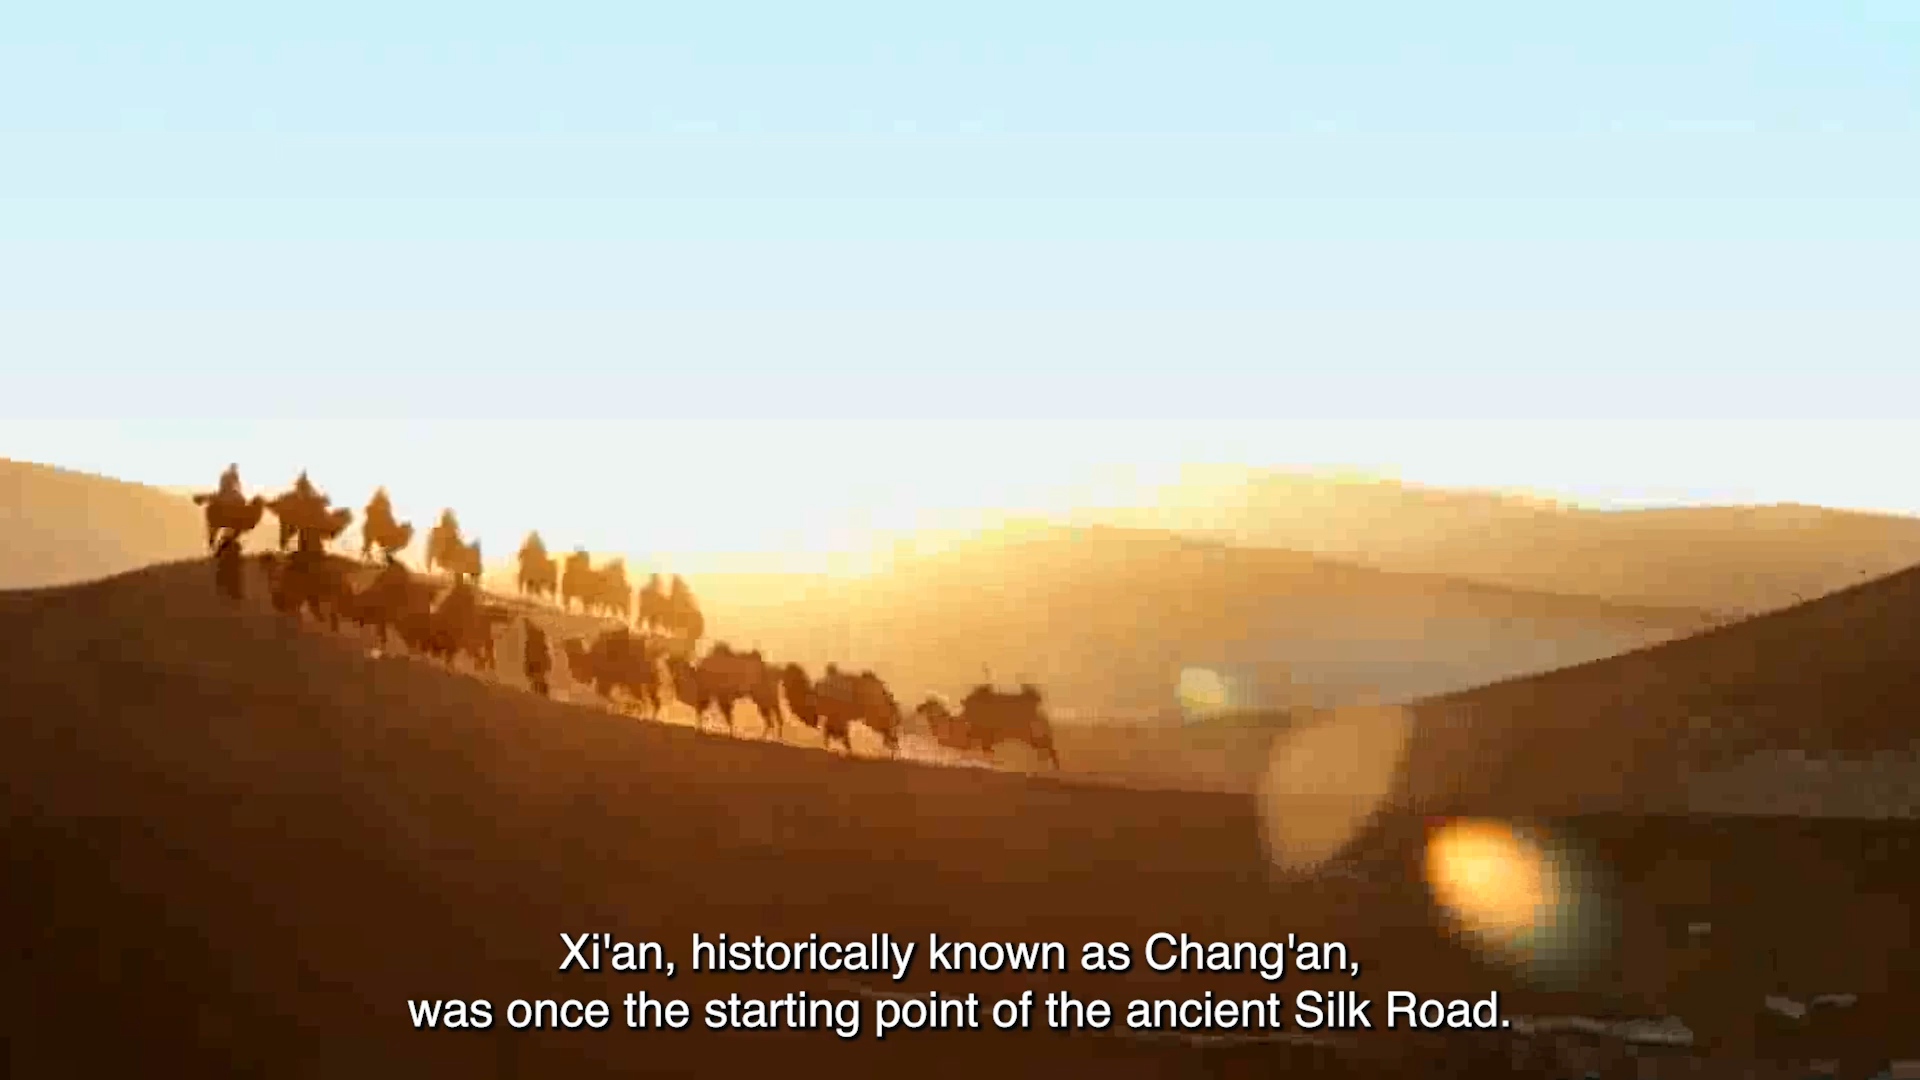 Xi'an, historically known as Chang'an,
was once the starting point of the ancient Silk Road.